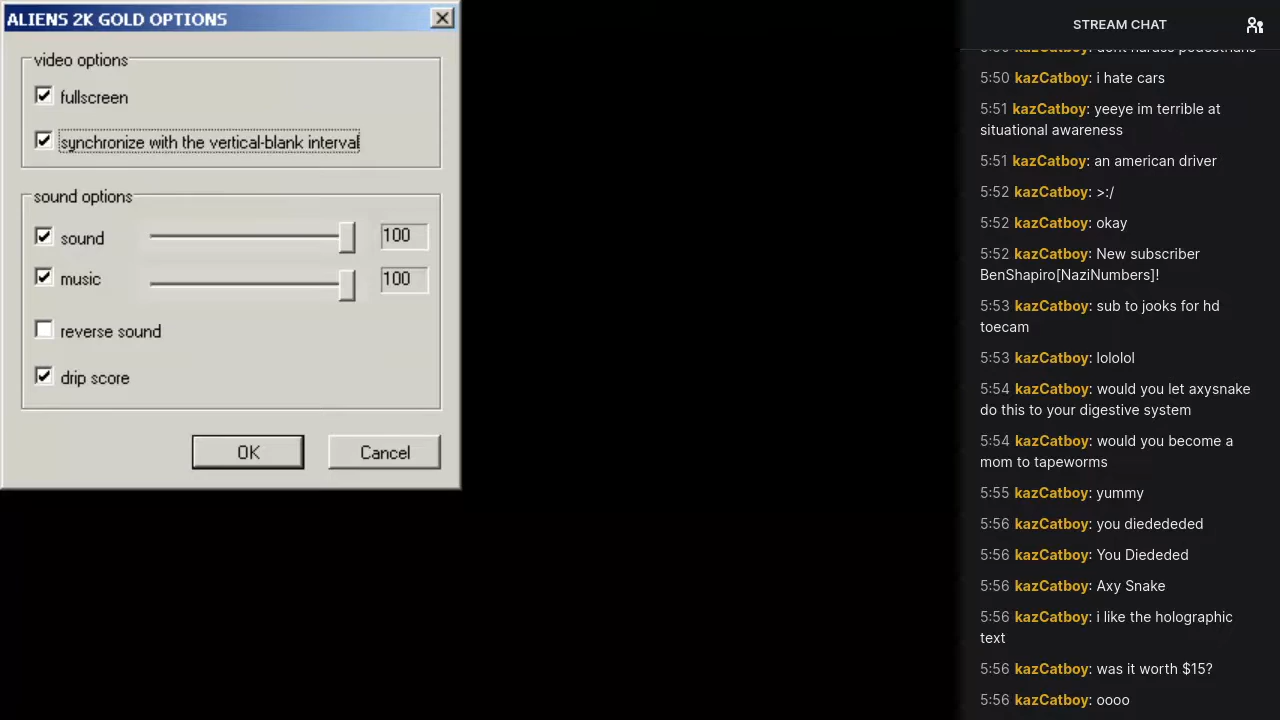 ALIENS 2K GOLD OPTIONS
video options
fullscreen
synchronize with the vertical-blank interval
sound options
sound 100
music 100
reverse sound
drip score
OK Cancel
STREAM CHAT
kazCatboy: dont harass pedestrians
5:50 kazCatboy: i hate cars
5:51 kazCatboy: yeeye im terrible at
situational awareness
5:51 kazCatboy: an american driver
5:52 kazCatboy: >:/
5:52 kazCatboy: okay
5:52 kazCatboy: New subscriber
BenShapiro[NaziNumbers]!
5:53 kazCatboy: sub to jooks for hd
toecam
5:53 kazCatboy: lololol
5:54 kazCatboy: would you let axysnake
do this to your digestive system
5:54 kazCatboy: would you become a
mom to tapeworms
5:55 kazCatboy: yummy
5:56 kazCatboy: you diedededed
5:56 kazCatboy: You Diededed
5:56 kazCatboy: Axy Snake
5:56 kazCatboy: i like the holographic
text
5:56 kazCatboy: was it worth $15?
5:56 kazCatboy: oooo